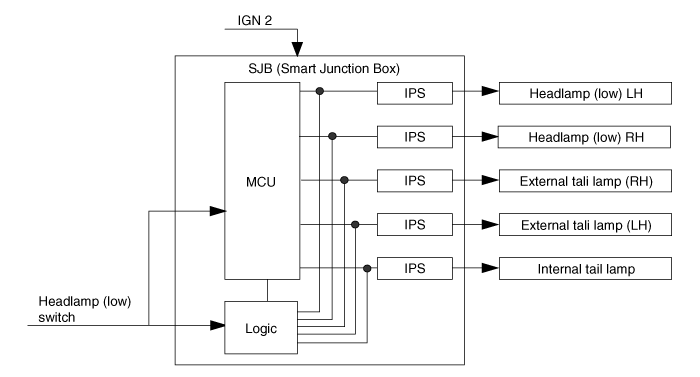 IGN 2
SJB (Smart Junction Box)
IPS
Headlamp (low) LH
IPS
Headlamp (low) RH
MCU
IPS
External tali lamp (RH)
IPS
External tali lamp (LH)
IPS
Internal tail lamp
Headlamp (low)
switch
Logic